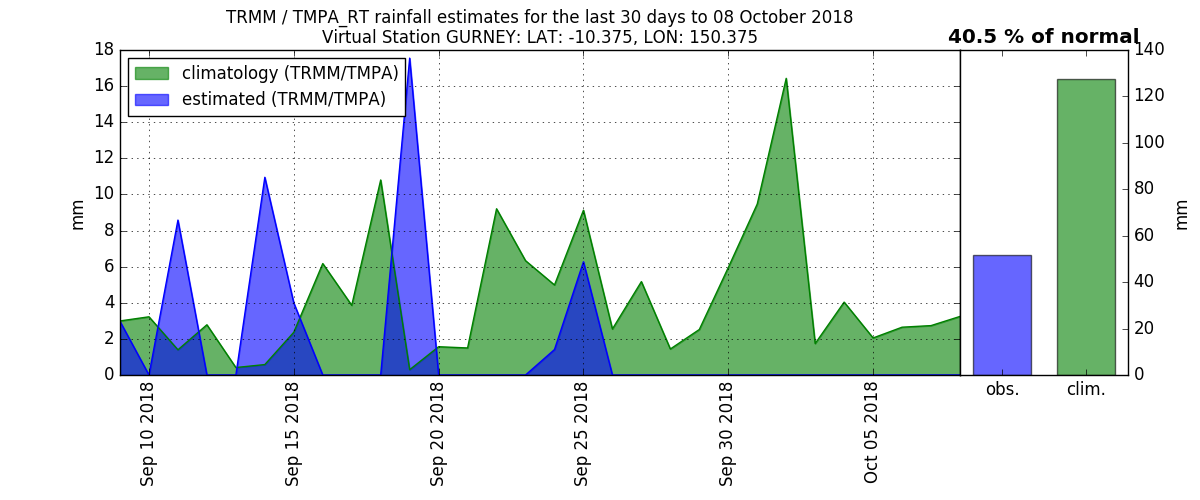 TRMM / TMPA_RT rainfall estimates for the last 30 days to 08 October 2018
Virtual Station GURNEY: LAT: -10.375, LON: 150.375
40.5 % of normal
climatology (TRMM/TMPA)
estimated (TRMM/TMPA)
18
16
14
12
10
8
6
4
2
0
mm
Sep 10 2018
Sep 15 2018
Sep 20 2018
Sep 25 2018
Sep 30 2018
Oct 05 2018
obs.
clim.
140
120
100
80
60
40
20
0
mm